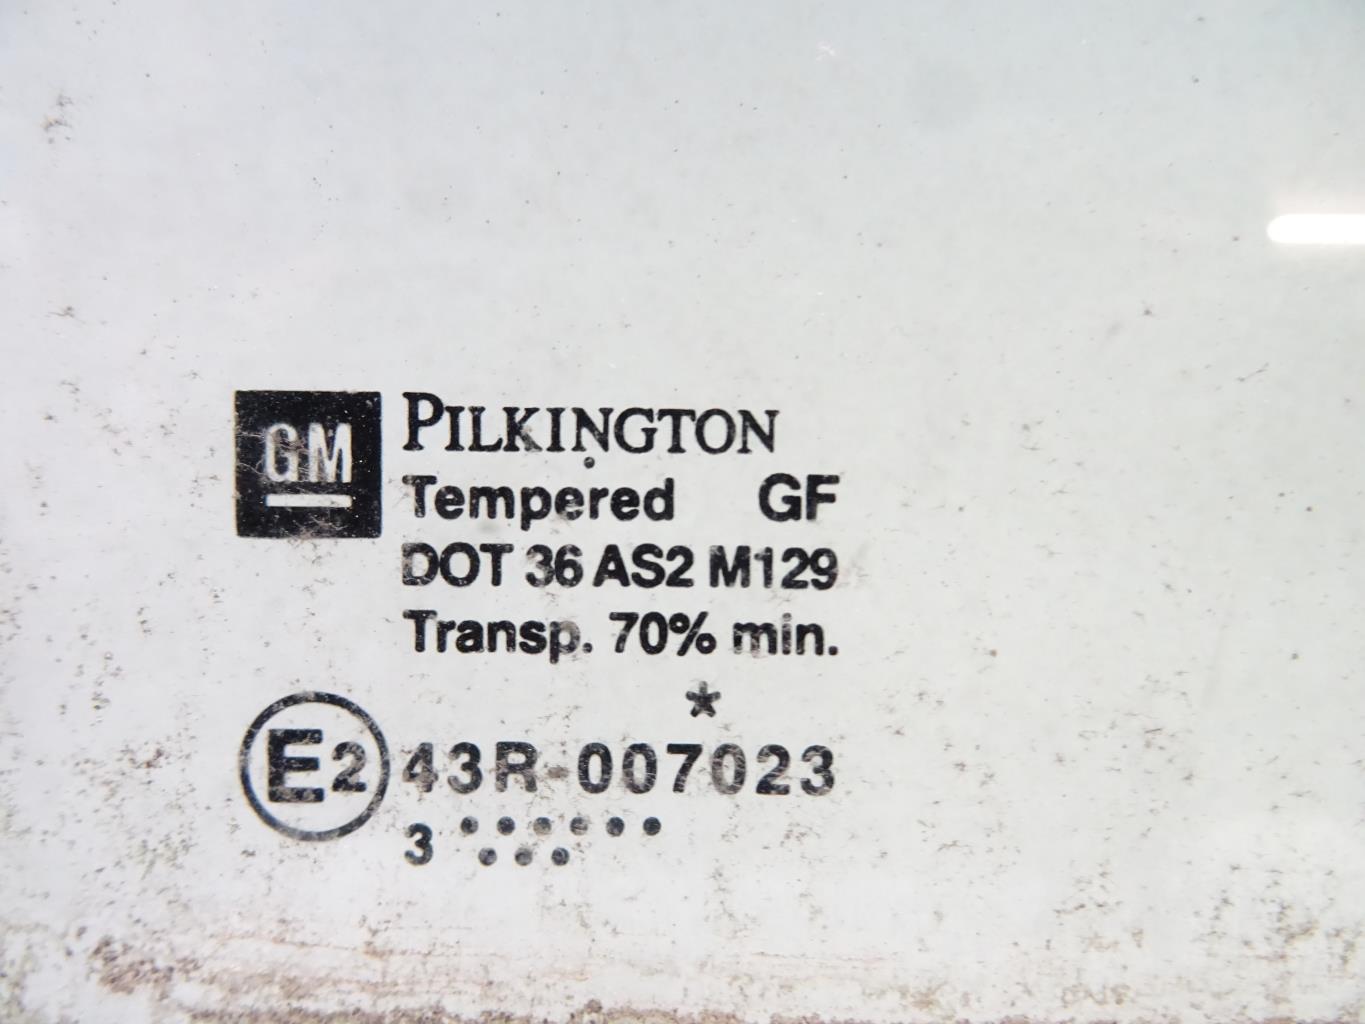 GM
PILKINGTON
Tempered GF
DOT 36 AS2 M129
Transp. 70% min.
*
E2 43R-007023
3